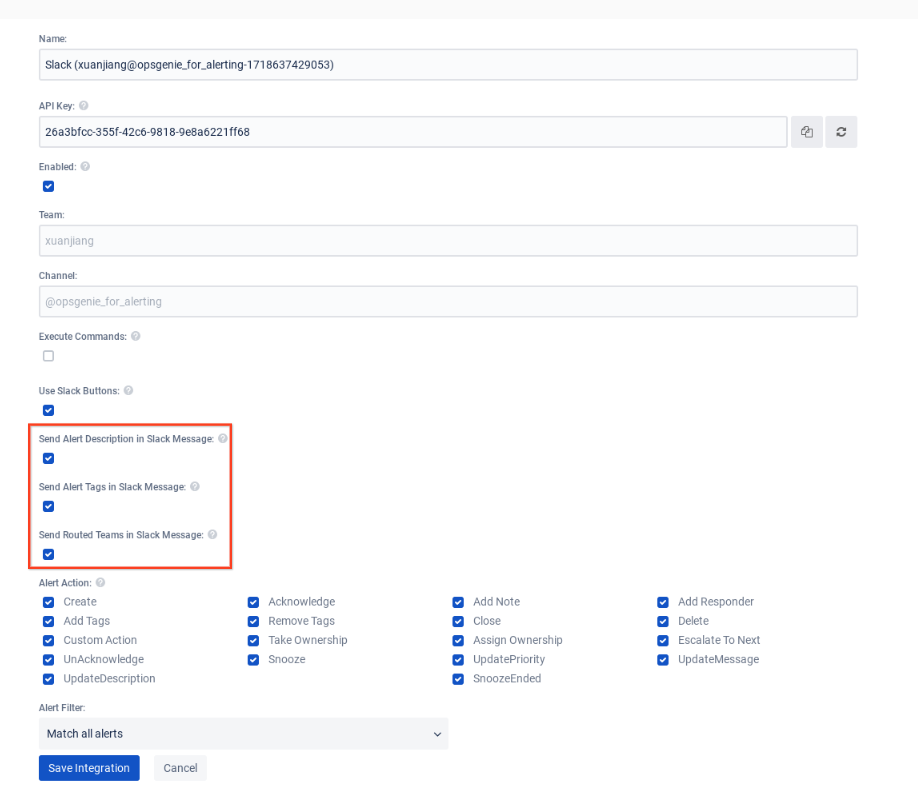 Name:
Slack (xuanjiang@opsgenie_for_alerting-1718637429053)
API Key: ?
26a3bfcc-355f-42c6-9818-9e8a6221ff68
Enabled: ?
Team:
xuanjiang
Channel:
@opsgenie_for_alerting
Execute Commands: ?
Use Slack Buttons: ?
Send Alert Description in Slack Message: ?
Send Alert Tags in Slack Message: ?
Send Routed Teams in Slack Message: ?
Alert Action: ?
Create Acknowledge Add Note Add Responder
Add Tags Remove Tags Close Delete
Custom Action Take Ownership Assign Ownership Escalate To Next
UnAcknowledge Snooze UpdatePriority UpdateMessage
UpdateDescription SnoozeEnded
Alert Filter:
Match all alerts
Save Integration Cancel